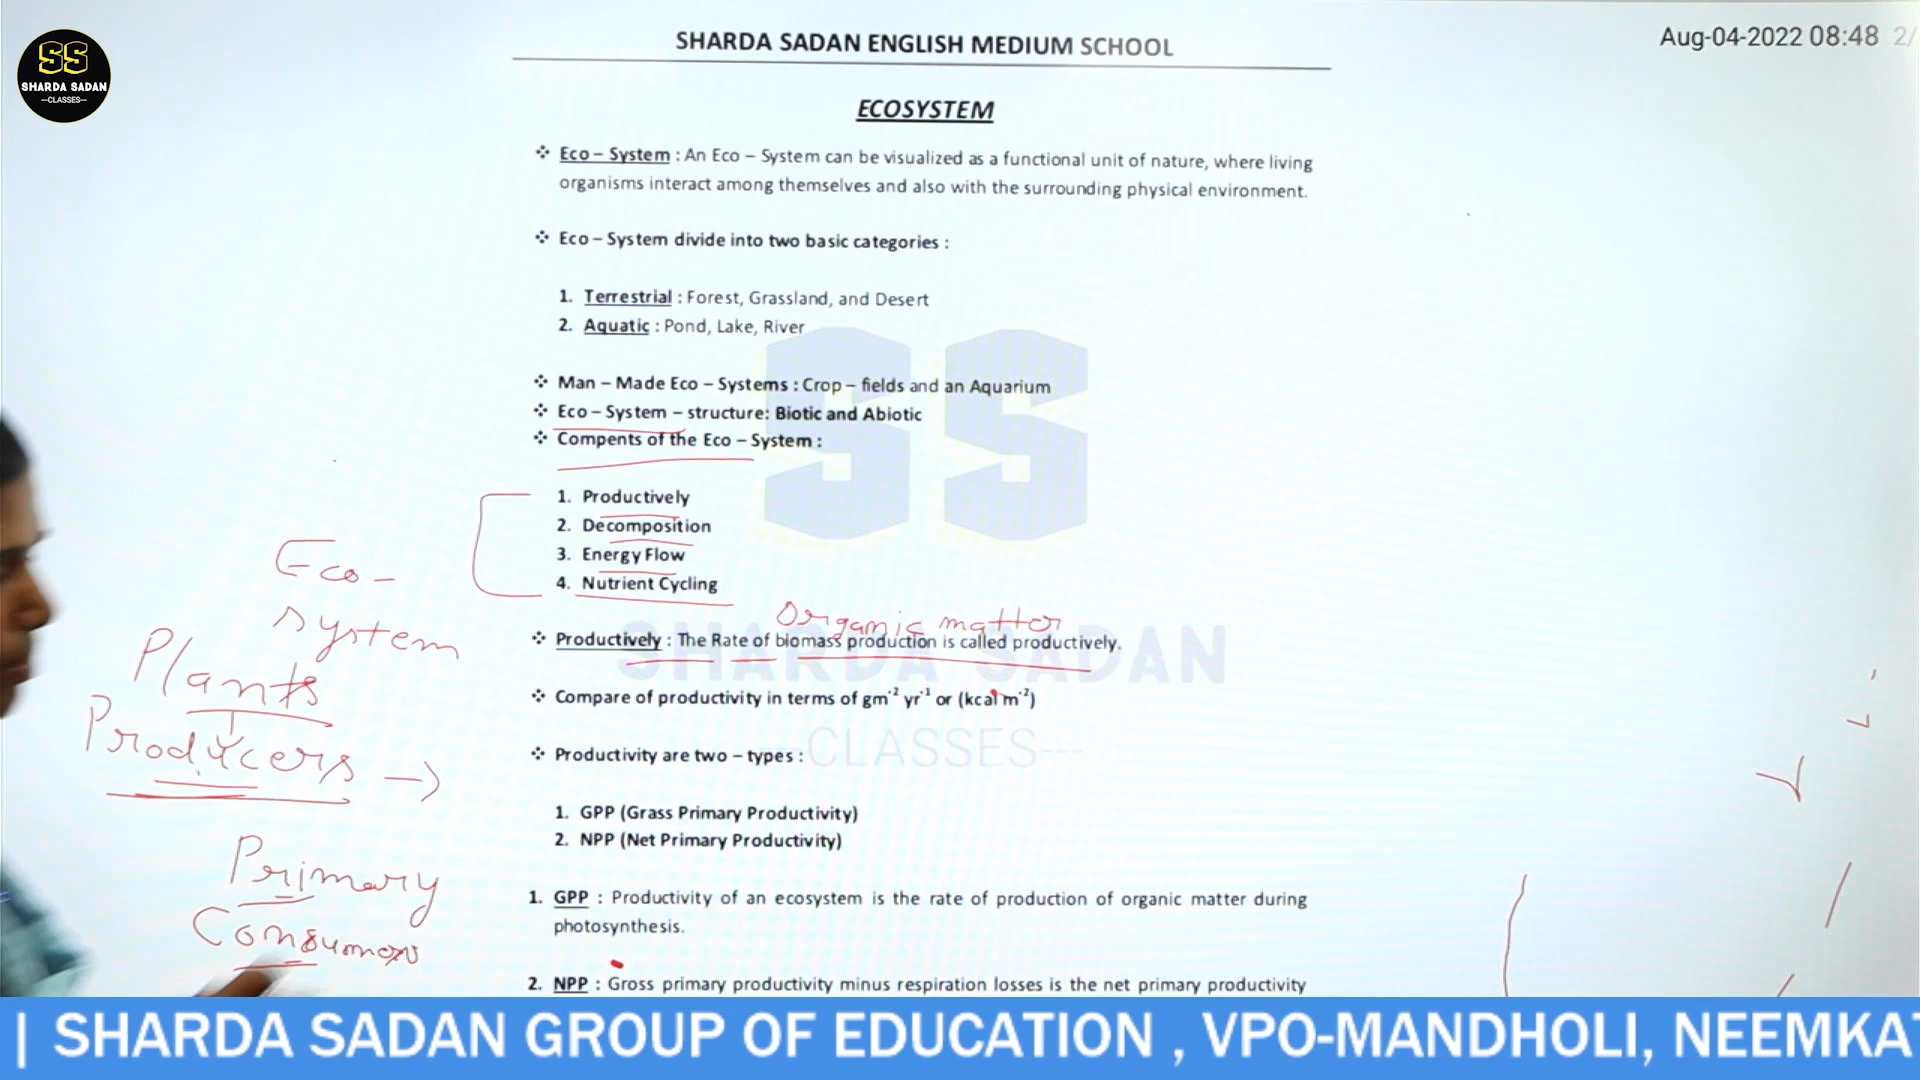 SS
SHARDA SADAN
—CLASSES—
SHARDA SADAN ENGLISH MEDIUM SCHOOL
Aug-04-2022 08:48 2/
ECOSYSTEM
❖ Eco – System : An Eco – System can be visualized as a functional unit of nature, where living
organisms interact among themselves and also with the surrounding physical environment.
❖ Eco – System divide into two basic categories :
1. Terrestrial : Forest, Grassland, and Desert
2. Aquatic : Pond, Lake, River
❖ Man – Made Eco – Systems : Crop – fields and an Aquarium
❖ Eco – System – structure: Biotic and Abiotic
❖ Compents of the Eco – System :
1. Productively
2. Decomposition
3. Energy Flow
4. Nutrient Cycling
Organic matter
❖ Productively : The Rate of biomass production is called productively.
❖ Compare of productivity in terms of gm⁻² yr⁻¹ or (kcal m⁻²)
❖ Productivity are two – types :
1. GPP (Grass Primary Productivity)
2. NPP (Net Primary Productivity)
1. GPP : Productivity of an ecosystem is the rate of production of organic matter during
photosynthesis.
2. NPP : Gross primary productivity minus respiration losses is the net primary productivity
Eco –
system
Plants
Producers →
Primary
Consumers
SS
SHARDA SADAN
---CLASSES---
| SHARDA SADAN GROUP OF EDUCATION , VPO-MANDHOLI, NEEMKAT